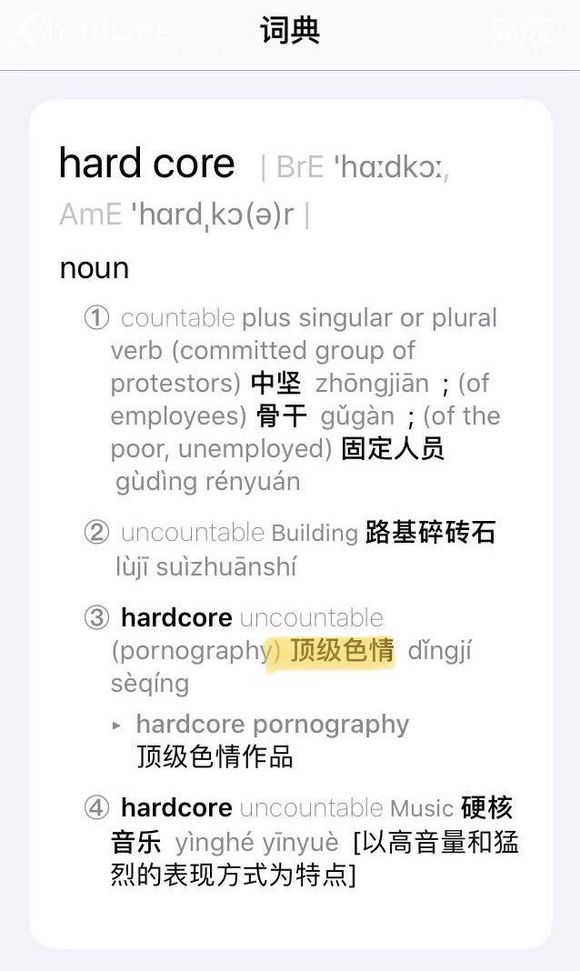 hardcore
词典
完成
hard core | BrE 'hɑːdkɔː,
AmE 'hɑrdˌkɔ(ə)r |
noun
① countable plus singular or plural
verb (committed group of
protestors) 中坚 zhōngjiān ; (of
employees) 骨干 gǔgàn ; (of the
poor, unemployed) 固定人员
gùdìng rényuán
② uncountable Building 路基碎砖石
lùjī suìzhuānshí
③ hardcore uncountable
(pornography) 顶级色情 dǐngjí
sèqíng
▸ hardcore pornography
顶级色情作品
④ hardcore uncountable Music 硬核
音乐 yìnghé yīnyuè [以高音量和猛
烈的表现方式为特点]